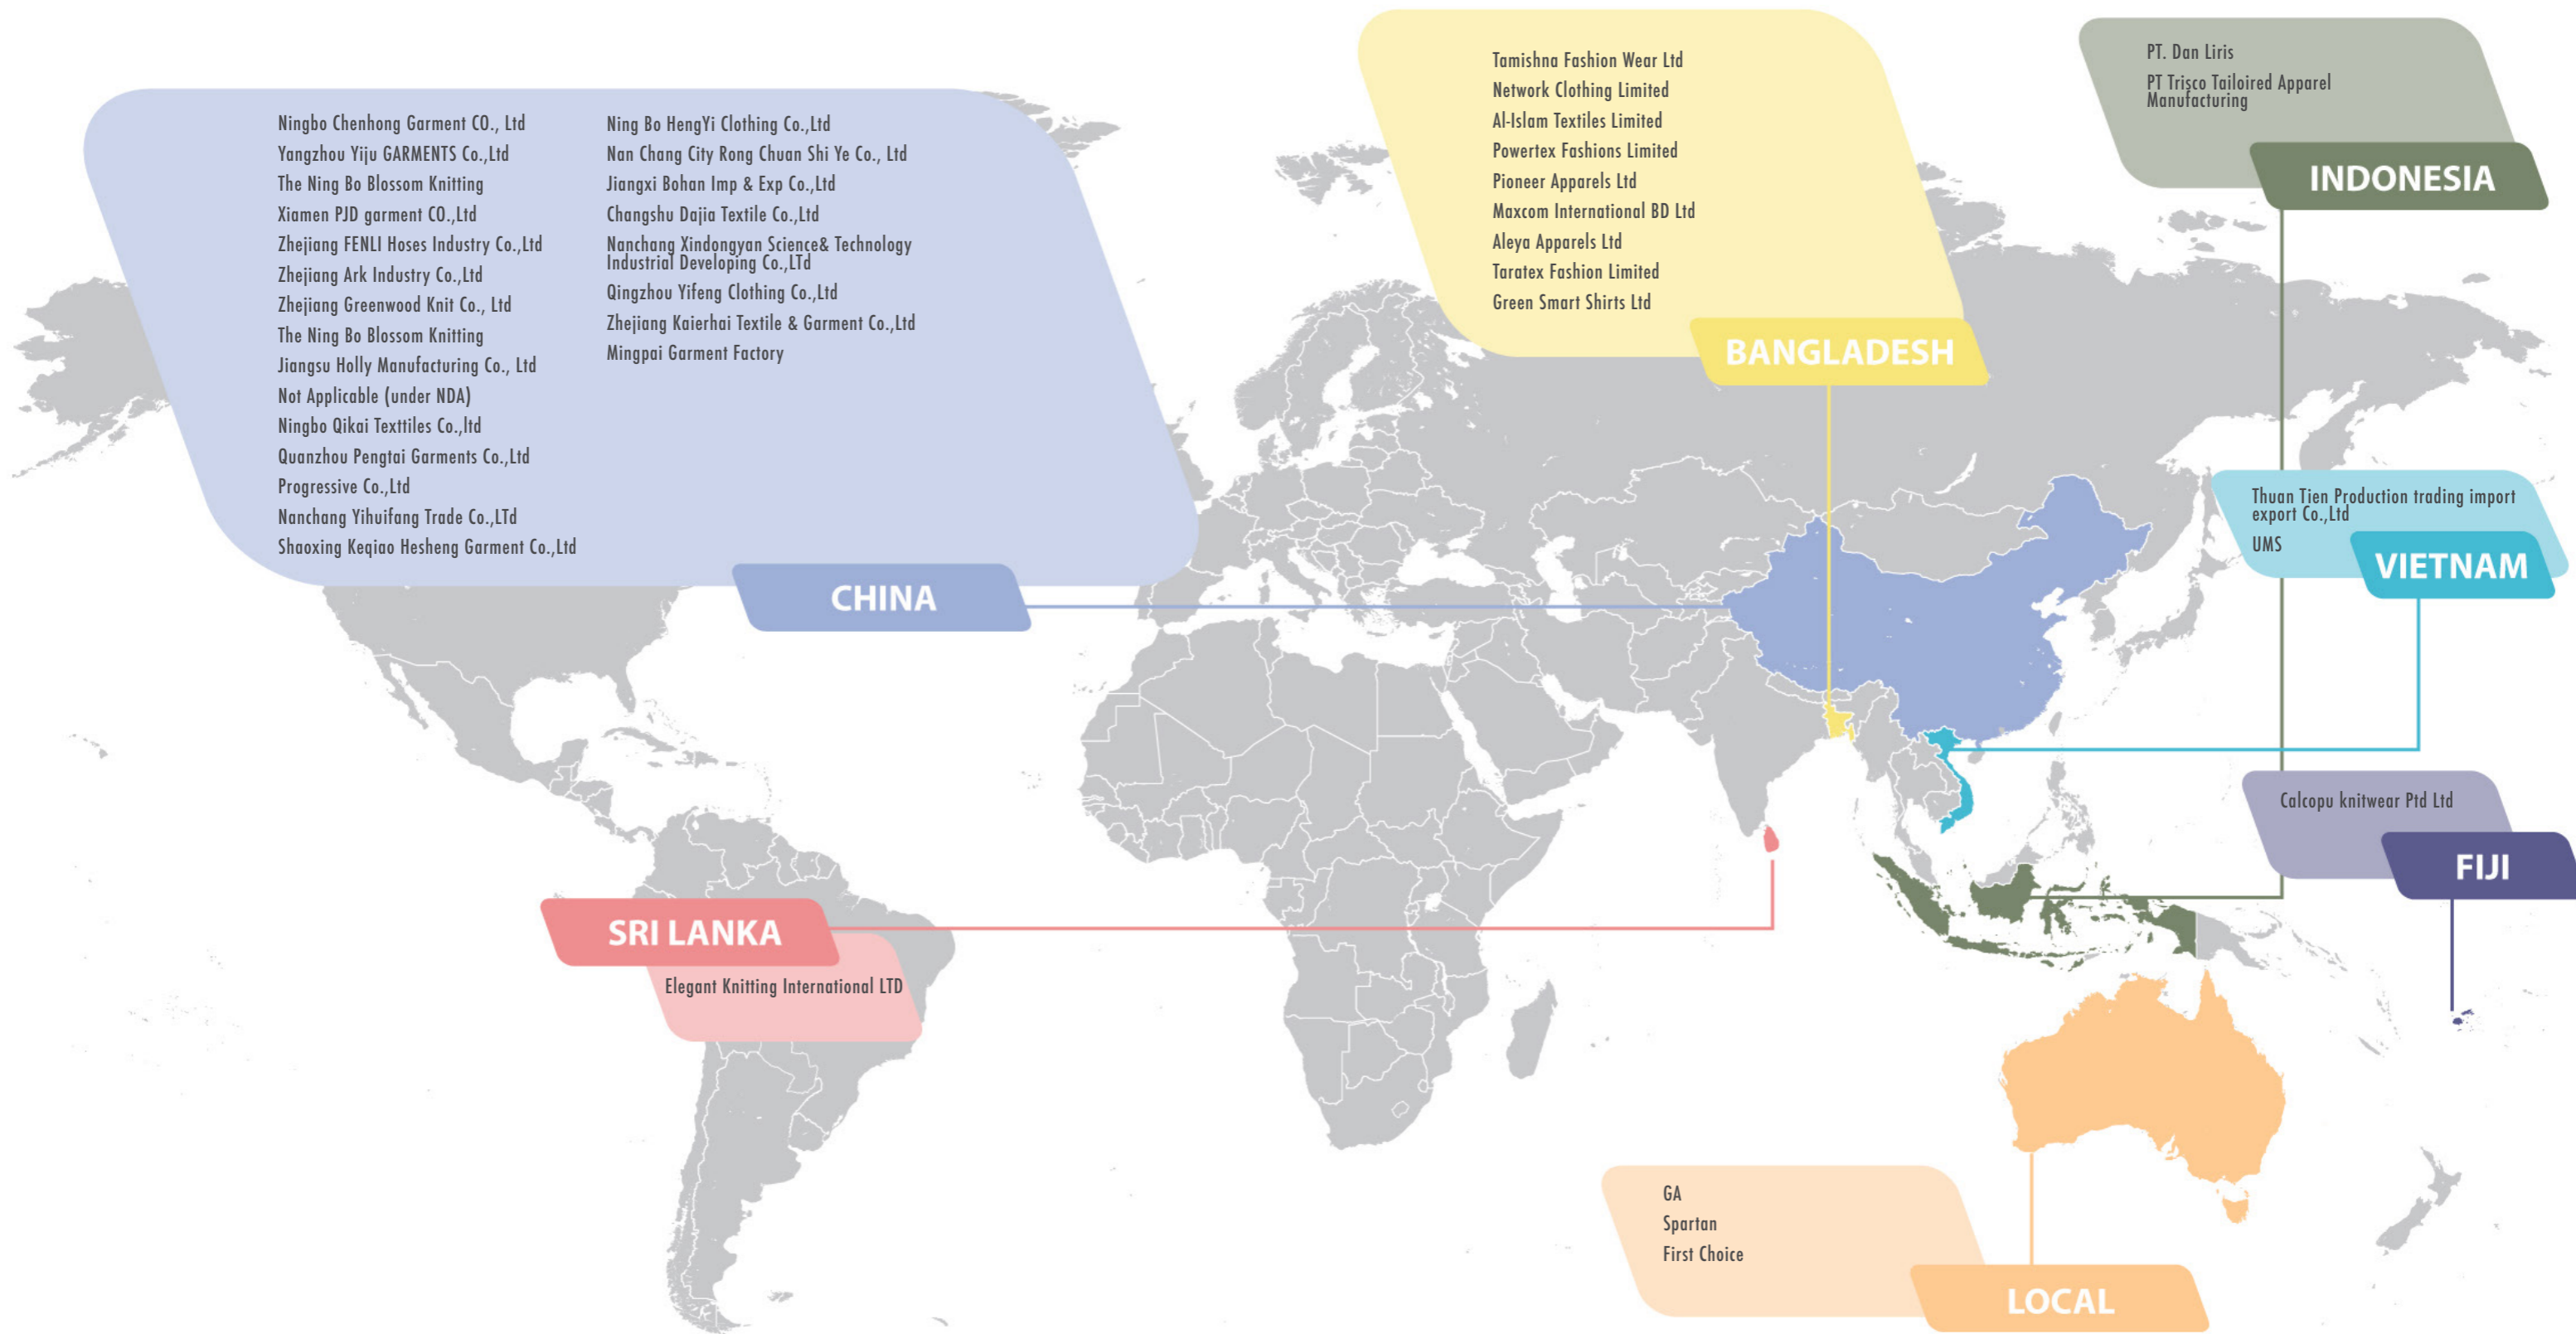 Ningbo Chenhong Garment CO., Ltd
Yangzhou Yiju GARMENTS Co.,Ltd
The Ning Bo Blossom Knitting
Xiamen PJD garment CO.,Ltd
Zhejiang FENLI Hoses Industry Co.,Ltd
Zhejiang Ark Industry Co.,Ltd
Zhejiang Greenwood Knit Co., Ltd
The Ning Bo Blossom Knitting
Jiangsu Holly Manufacturing Co., Ltd
Not Applicable (under NDA)
Ningbo Qikai Texttiles Co.,ltd
Quanzhou Pengtai Garments Co.,Ltd
Progressive Co.,Ltd
Nanchang Yihuifang Trade Co.,LTd
Shaoxing Keqiao Hesheng Garment Co.,Ltd
Ning Bo HengYi Clothing Co.,Ltd
Nan Chang City Rong Chuan Shi Ye Co., Ltd
Jiangxi Bohan Imp & Exp Co.,Ltd
Changshu Dajia Textile Co.,Ltd
Nanchang Xindongyan Science& Technology
Industrial Developing Co.,LTd
Qingzhou Yifeng Clothing Co.,Ltd
Zhejiang Kaierhai Textile & Garment Co.,Ltd
Mingpai Garment Factory
CHINA
Tamishna Fashion Wear Ltd
Network Clothing Limited
Al-Islam Textiles Limited
Powertex Fashions Limited
Pioneer Apparels Ltd
Maxcom International BD Ltd
Aleya Apparels Ltd
Taratex Fashion Limited
Green Smart Shirts Ltd
BANGLADESH
PT. Dan Liris
PT Trisco Tailoired Apparel
Manufacturing
INDONESIA
Thuan Tien Production trading import
export Co.,Ltd
UMS
VIETNAM
Calcopu knitwear Ptd Ltd
FIJI
SRI LANKA
Elegant Knitting International LTD
GA
Spartan
First Choice
LOCAL